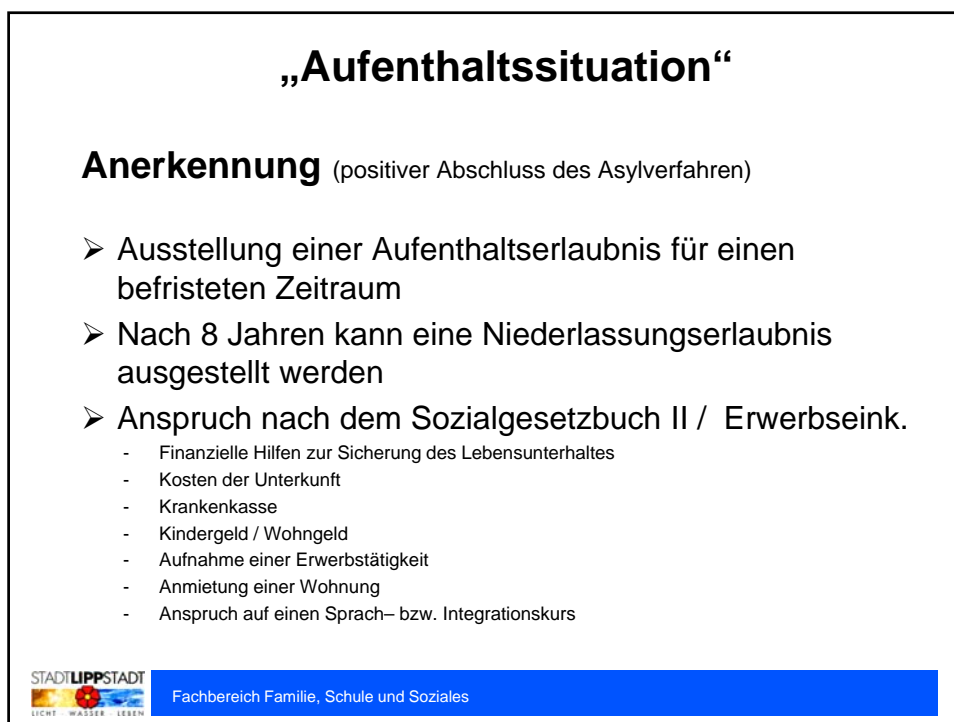 „Aufenthaltssituation“
Anerkennung (positiver Abschluss des Asylverfahren)
➢ Ausstellung einer Aufenthaltserlaubnis für einen
befristeten Zeitraum
➢ Nach 8 Jahren kann eine Niederlassungserlaubnis
ausgestellt werden
➢ Anspruch nach dem Sozialgesetzbuch II / Erwerbseink.
- Finanzielle Hilfen zur Sicherung des Lebensunterhaltes
- Kosten der Unterkunft
- Krankenkasse
- Kindergeld / Wohngeld
- Aufnahme einer Erwerbstätigkeit
- Anmietung einer Wohnung
- Anspruch auf einen Sprach– bzw. Integrationskurs
STADTLIPPSTADT
LICHT - WASSER - LEBEN
Fachbereich Familie, Schule und Soziales